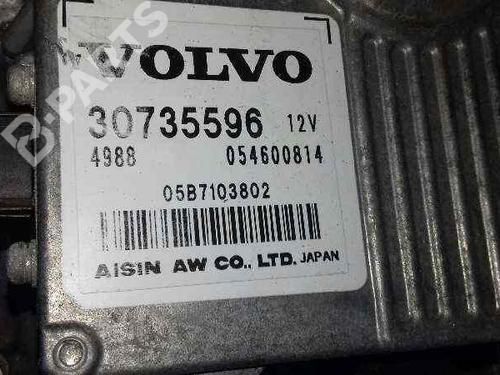 VOLVO
30735596 12V
4988 054600814
05B7103802
AISIN AW CO., LTD. JAPAN
B-PARTS